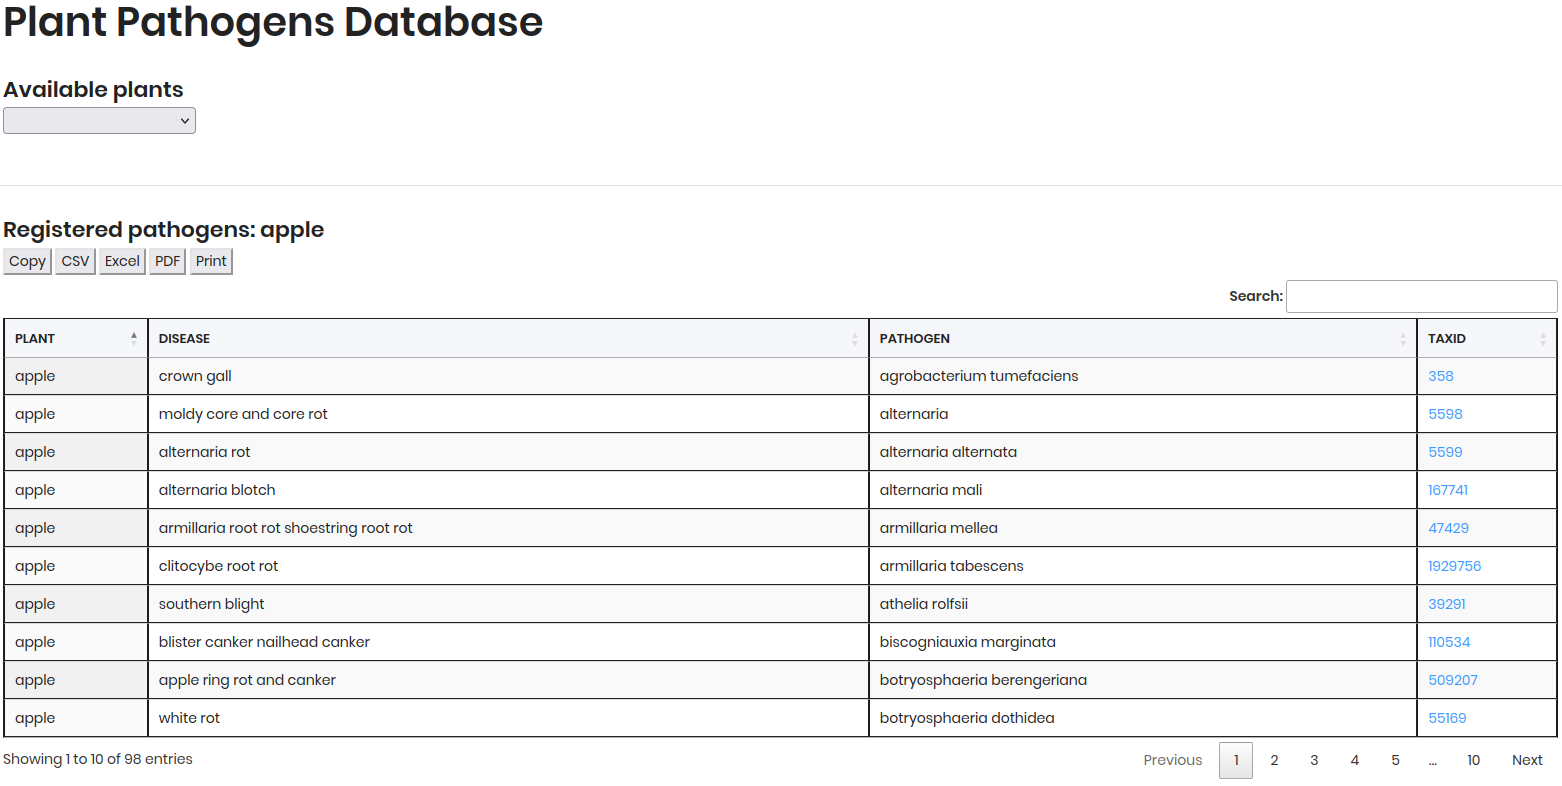 Plant Pathogens Database
Available plants
Registered pathogens: apple
Copy CSV Excel PDF Print
Search:
PLANT DISEASE PATHOGEN TAXID
apple crown gall agrobacterium tumefaciens 358
apple moldy core and core rot alternaria 5598
apple alternaria rot alternaria alternata 5599
apple alternaria blotch alternaria mali 167741
apple armillaria root rot shoestring root rot armillaria mellea 47429
apple clitocybe root rot armillaria tabescens 1929756
apple southern blight athelia rolfsii 39291
apple blister canker nailhead canker biscogniauxia marginata 110534
apple apple ring rot and canker botryosphaeria berengeriana 509207
apple white rot botryosphaeria dothidea 55169
Showing 1 to 10 of 98 entries Previous 1 2 3 4 5 … 10 Next